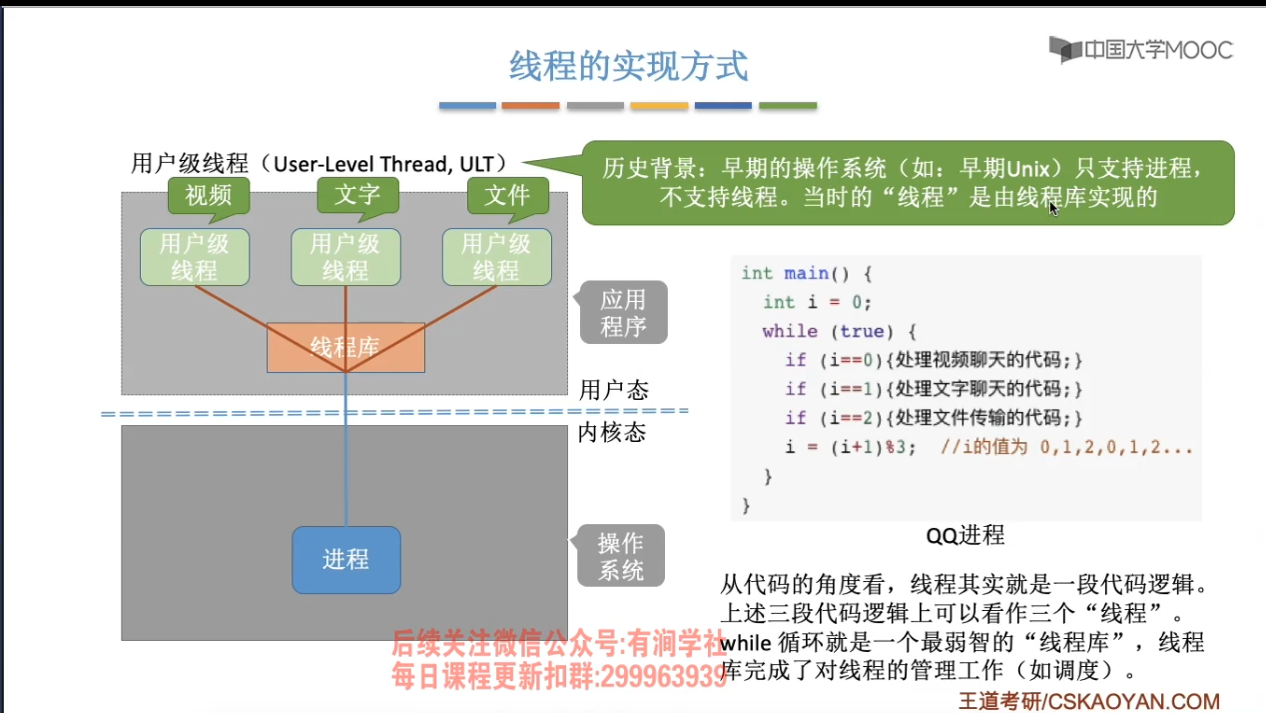 中国大学MOOC
线程的实现方式
用户级线程（User-Level Thread, ULT）
历史背景：早期的操作系统（如：早期Unix）只支持进程，
不支持线程。当时的“线程”是由线程库实现的
视频
文字
文件
用户级
线程
用户级
线程
用户级
线程
线程库
应用
程序
用户态
内核态
进程
操作
系统
int main() {
int i = 0;
while (true) {
if (i==0){处理视频聊天的代码;}
if (i==1){处理文字聊天的代码;}
if (i==2){处理文件传输的代码;}
i = (i+1)%3; //i的值为 0,1,2,0,1,2...
}
}
QQ进程
从代码的角度看，线程其实就是一段代码逻辑。
上述三段代码逻辑上可以看作三个“线程”。
while 循环就是一个最弱智的“线程库”，线程
库完成了对线程的管理工作（如调度）。
后续关注微信公众号:有涧学社
每日课程更新扣群:299963939
王道考研/CSKAOYAN.COM